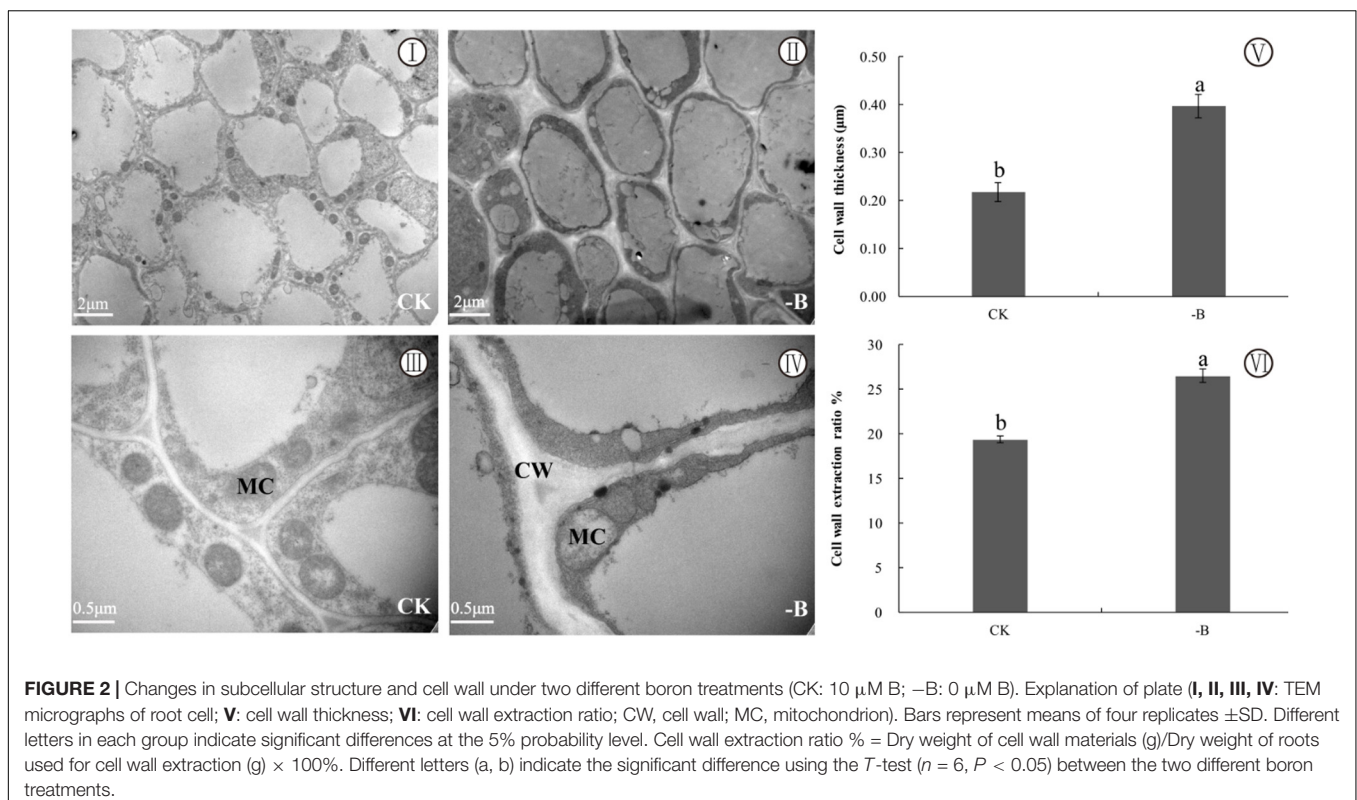 Ⅰ
CK
2μm
Ⅱ
-B
2μm
Ⅲ
MC
CK
0.5μm
Ⅳ
CW
MC
-B
0.5μm
Ⅴ
Cell wall thickness (μm)
0.50
0.40
0.30
0.20
0.10
0.00
b
a
CK
-B
Ⅵ
Cell wall extraction ratio %
30
25
20
15
10
5
0
b
a
CK
-B
FIGURE 2 | Changes in subcellular structure and cell wall under two different boron treatments (CK: 10 μM B; −B: 0 μM B). Explanation of plate (I, II, III, IV: TEM
micrographs of root cell; V: cell wall thickness; VI: cell wall extraction ratio; CW, cell wall; MC, mitochondrion). Bars represent means of four replicates ±SD. Different
letters in each group indicate significant differences at the 5% probability level. Cell wall extraction ratio % = Dry weight of cell wall materials (g)/Dry weight of roots
used for cell wall extraction (g) × 100%. Different letters (a, b) indicate the significant difference using the T-test (n = 6, P < 0.05) between the two different boron
treatments.